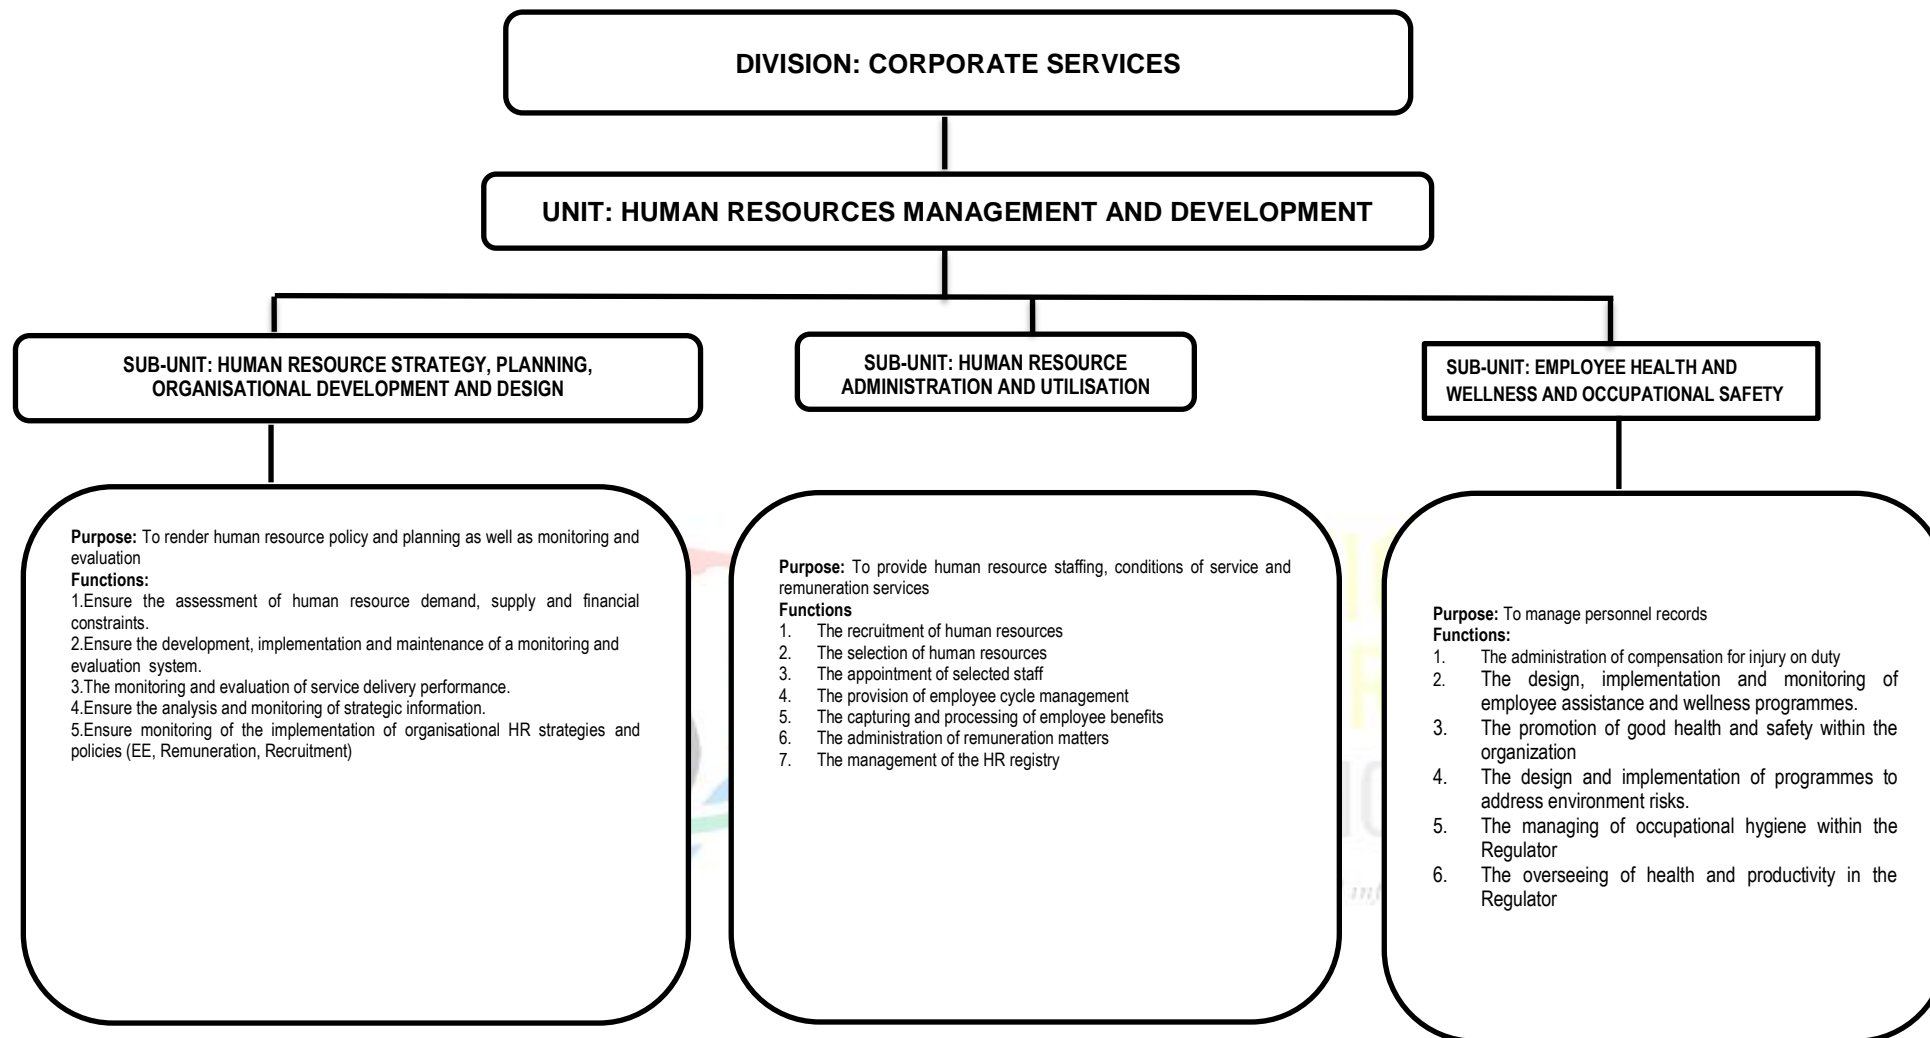 DIVISION: CORPORATE SERVICES
UNIT: HUMAN RESOURCES MANAGEMENT AND DEVELOPMENT
SUB-UNIT: HUMAN RESOURCE STRATEGY, PLANNING,
ORGANISATIONAL DEVELOPMENT AND DESIGN
SUB-UNIT: HUMAN RESOURCE
ADMINISTRATION AND UTILISATION
SUB-UNIT: EMPLOYEE HEALTH AND
WELLNESS AND OCCUPATIONAL SAFETY
Purpose: To render human resource policy and planning as well as monitoring and
evaluation
Functions:
1.Ensure the assessment of human resource demand, supply and financial
constraints.
2.Ensure the development, implementation and maintenance of a monitoring and
evaluation system.
3.The monitoring and evaluation of service delivery performance.
4.Ensure the analysis and monitoring of strategic information.
5.Ensure monitoring of the implementation of organisational HR strategies and
policies (EE, Remuneration, Recruitment)
Purpose: To provide human resource staffing, conditions of service and
remuneration services
Functions
1. The recruitment of human resources
2. The selection of human resources
3. The appointment of selected staff
4. The provision of employee cycle management
5. The capturing and processing of employee benefits
6. The administration of remuneration matters
7. The management of the HR registry
Purpose: To manage personnel records
Functions:
1. The administration of compensation for injury on duty
2. The design, implementation and monitoring of
employee assistance and wellness programmes.
3. The promotion of good health and safety within the
organization
4. The design and implementation of programmes to
address environment risks.
5. The managing of occupational hygiene within the
Regulator
6. The overseeing of health and productivity in the
Regulator